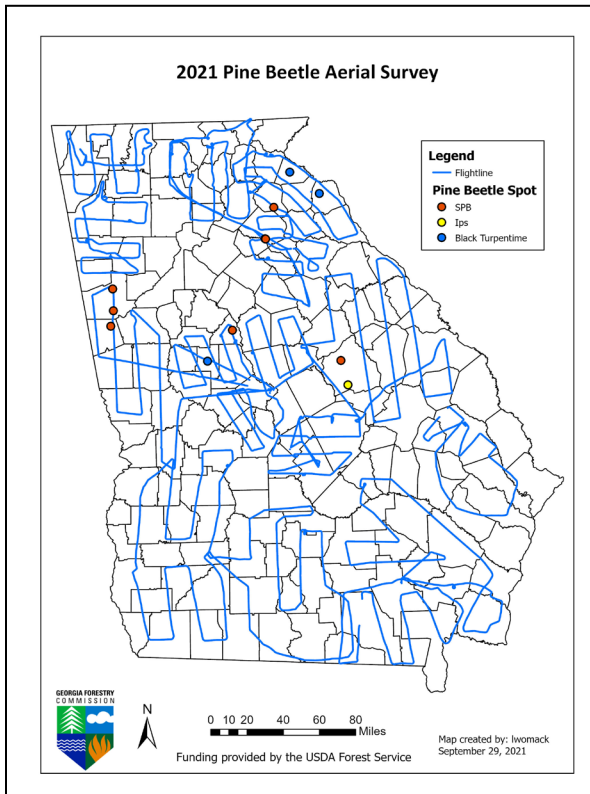 2021 Pine Beetle Aerial Survey
Legend
Flightline
Pine Beetle Spot
SPB
Ips
Black Turpentime
GEORGIA FORESTRY
COMMISSION
N
0 10 20 40 60 80
Miles
Funding provided by the USDA Forest Service
Map created by: lwomack
September 29, 2021